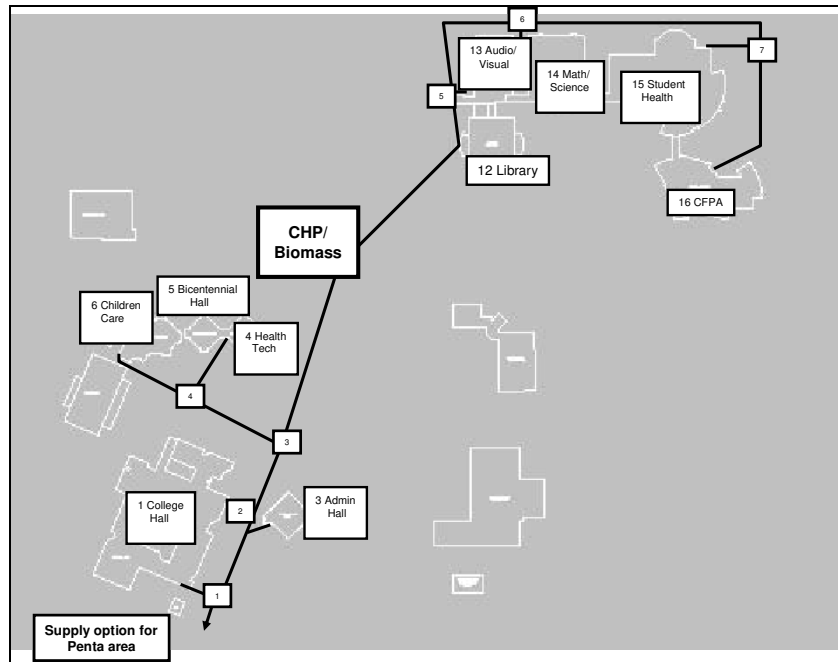 6
13 Audio/
Visual
7
14 Math/
Science
15 Student
Health
5
12 Library
16 CFPA
CHP/
Biomass
5 Bicentennial
Hall
6 Children
Care
4 Health
Tech
4
3
1 College
Hall
2
3 Admin
Hall
1
Supply option for
Penta area